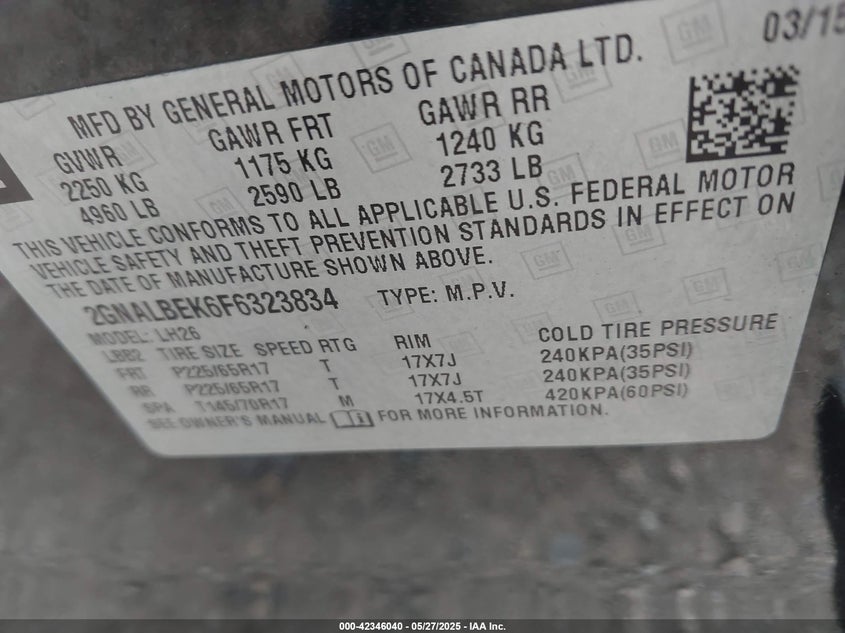 03/15
MFD BY GENERAL MOTORS OF CANADA LTD.
GVWR GAWR FRT GAWR RR
2250 KG 1175 KG 1240 KG
4960 LB 2590 LB 2733 LB
THIS VEHICLE CONFORMS TO ALL APPLICABLE U.S. FEDERAL MOTOR
VEHICLE SAFETY AND THEFT PREVENTION STANDARDS IN EFFECT ON
THE DATE OF MANUFACTURE SHOWN ABOVE.
2GNALBEK6F6323834 TYPE: M.P.V.
MODEL: LH26
LBB2 TIRE SIZE SPEED RTG RIM COLD TIRE PRESSURE
FRT P225/65R17 T 17X7J 240KPA(35PSI)
RR P225/65R17 T 17X7J 240KPA(35PSI)
SPA T145/70R17 M 17X4.5T 420KPA(60PSI)
SEE OWNER'S MANUAL FOR MORE INFORMATION.
000-42346040 - 05/27/2025 - IAA Inc.